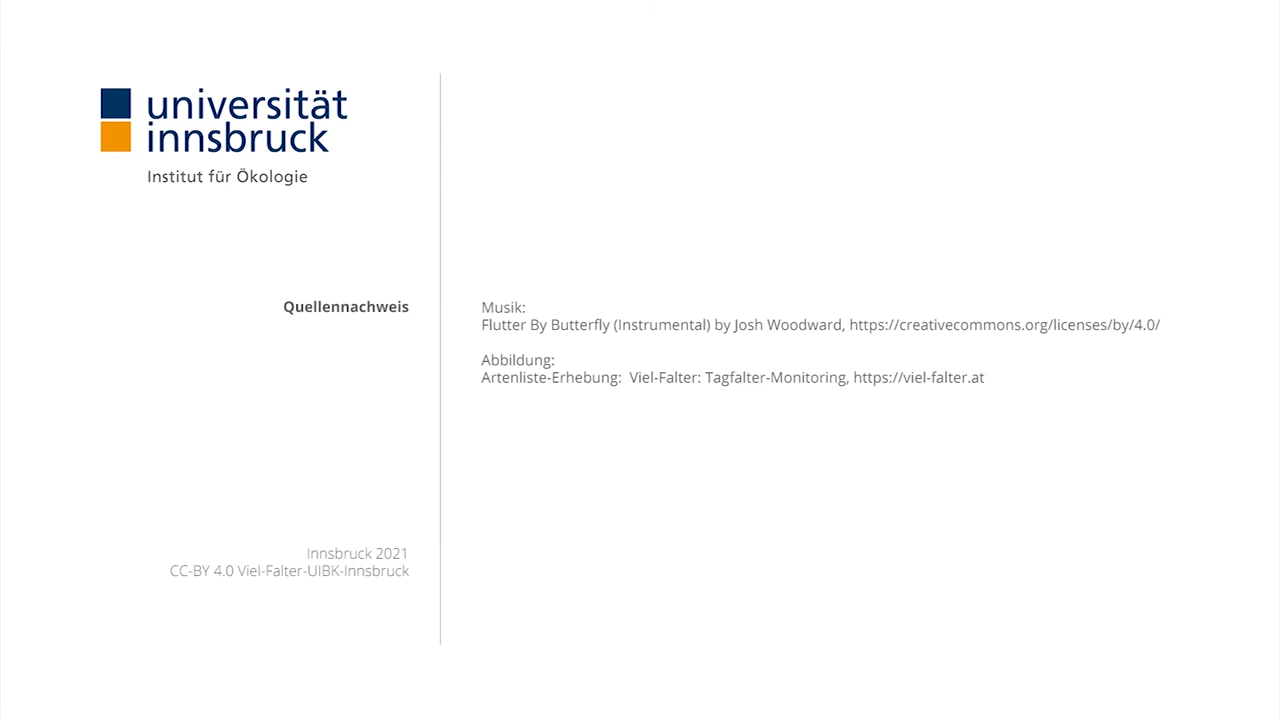 universität
innsbruck
Institut für Ökologie
Quellennachweis
Musik:
Flutter By Butterfly (Instrumental) by Josh Woodward, https://creativecommons.org/licenses/by/4.0/
Abbildung:
Artenliste-Erhebung:  Viel-Falter: Tagfalter-Monitoring, https://viel-falter.at
Innsbruck 2021
CC-BY 4.0 Viel-Falter-UIBK-Innsbruck